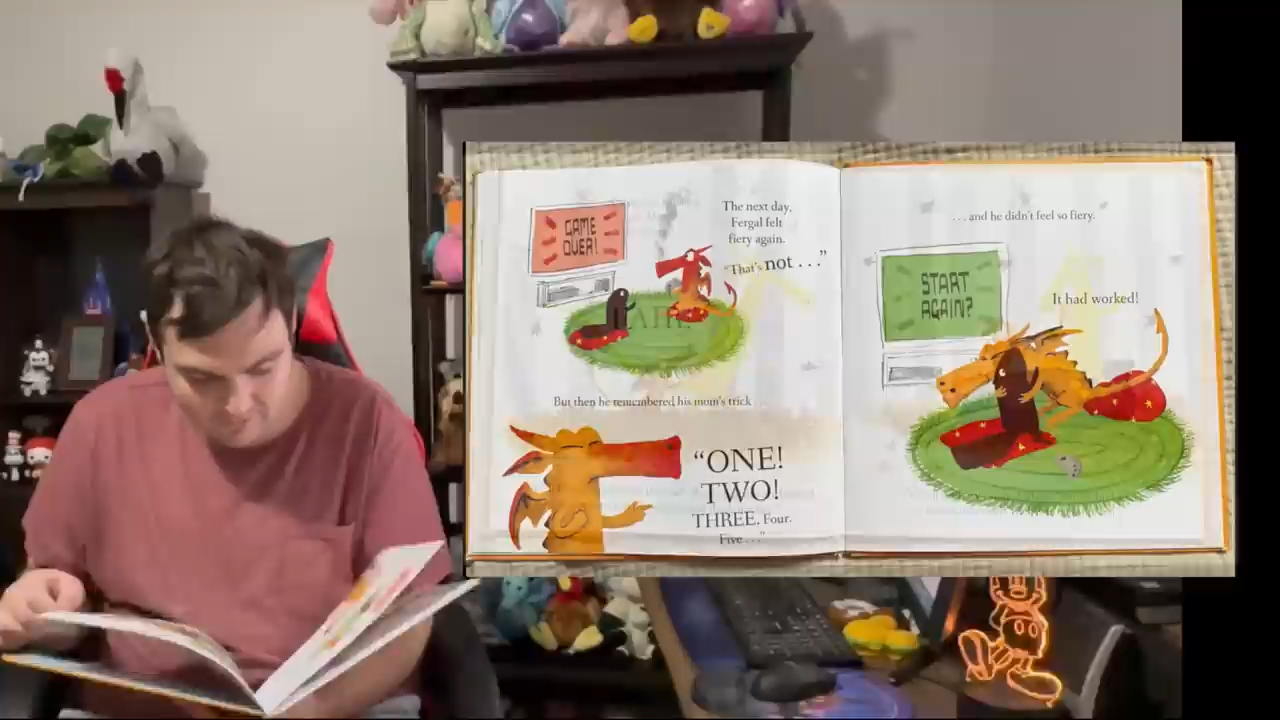 GAME
OVER!
The next day,
Fergal felt
fiery again.
"That's not . . ."
But then he remembered his mom's trick
"ONE!
TWO!
THREE. Four.
Five . . ."
. . . and he didn't feel so fiery.
START
AGAIN?
It had worked!